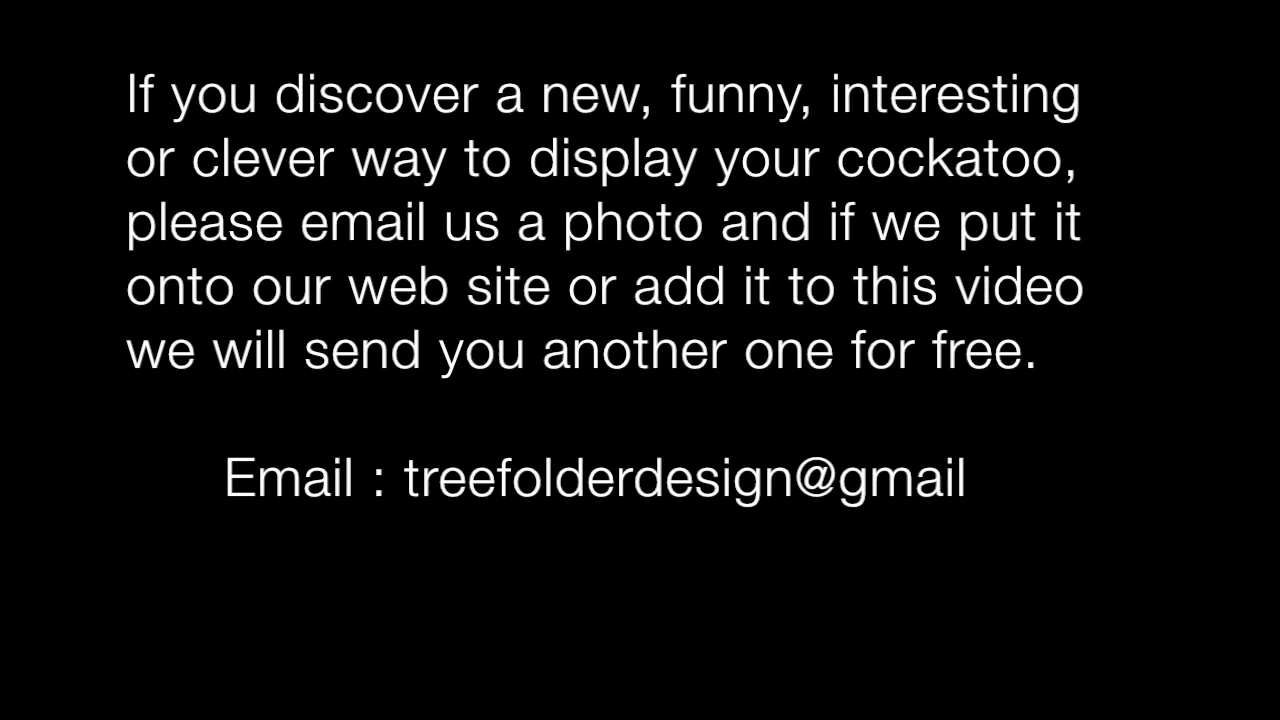 If you discover a new, funny, interesting
or clever way to display your cockatoo,
please email us a photo and if we put it
onto our web site or add it to this video
we will send you another one for free.
Email : treefolderdesign@gmail